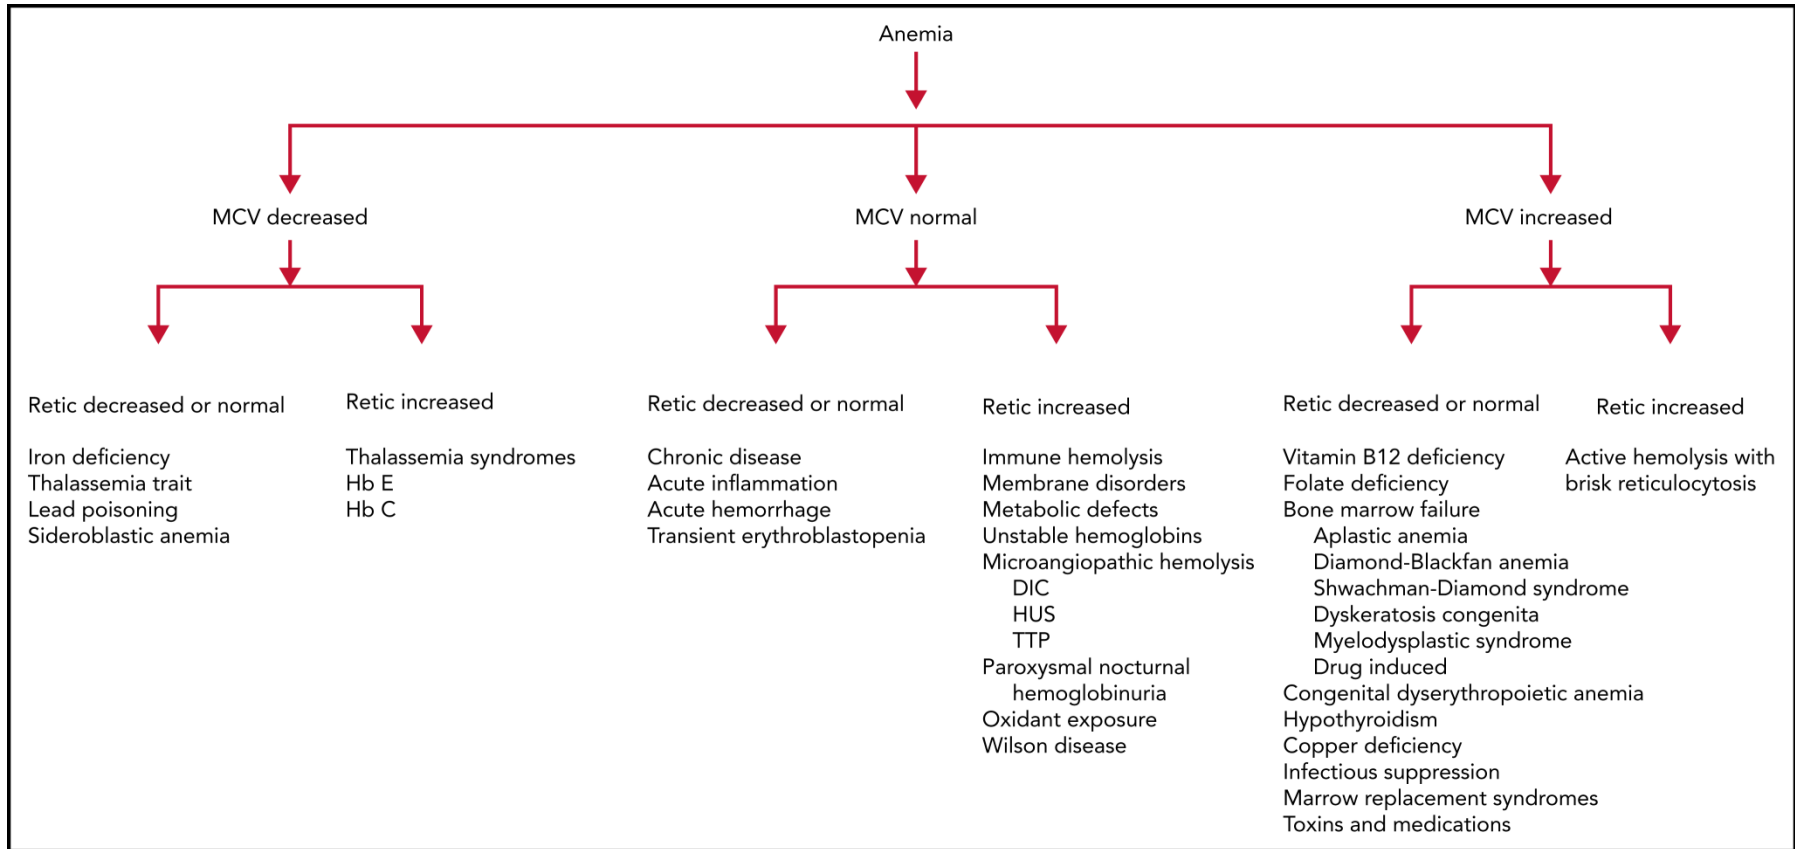 Anemia
MCV decreased
MCV normal
MCV increased
Retic decreased or normal
Iron deficiency
Thalassemia trait
Lead poisoning
Sideroblastic anemia
Retic increased
Thalassemia syndromes
Hb E
Hb C
Retic decreased or normal
Chronic disease
Acute inflammation
Acute hemorrhage
Transient erythroblastopenia
Retic increased
Immune hemolysis
Membrane disorders
Metabolic defects
Unstable hemoglobins
Microangiopathic hemolysis
DIC
HUS
TTP
Paroxysmal nocturnal
hemoglobinuria
Oxidant exposure
Wilson disease
Retic decreased or normal
Vitamin B12 deficiency
Folate deficiency
Bone marrow failure
Aplastic anemia
Diamond-Blackfan anemia
Shwachman-Diamond syndrome
Dyskeratosis congenita
Myelodysplastic syndrome
Drug induced
Congenital dyserythropoietic anemia
Hypothyroidism
Copper deficiency
Infectious suppression
Marrow replacement syndromes
Toxins and medications
Retic increased
Active hemolysis with
brisk reticulocytosis